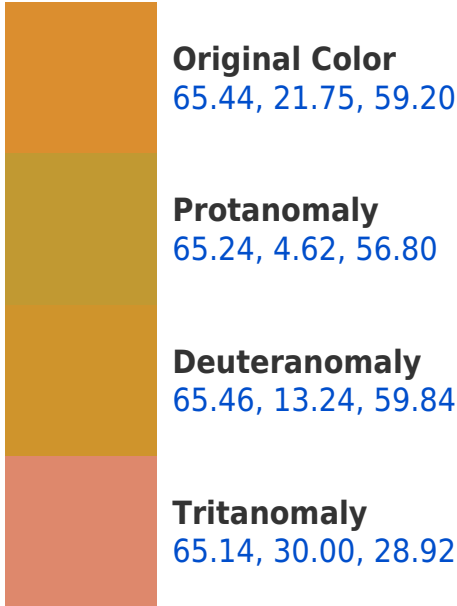 Original Color
65.44, 21.75, 59.20
Protanomaly
65.24, 4.62, 56.80
Deuteranomaly
65.46, 13.24, 59.84
Tritanomaly
65.14, 30.00, 28.92